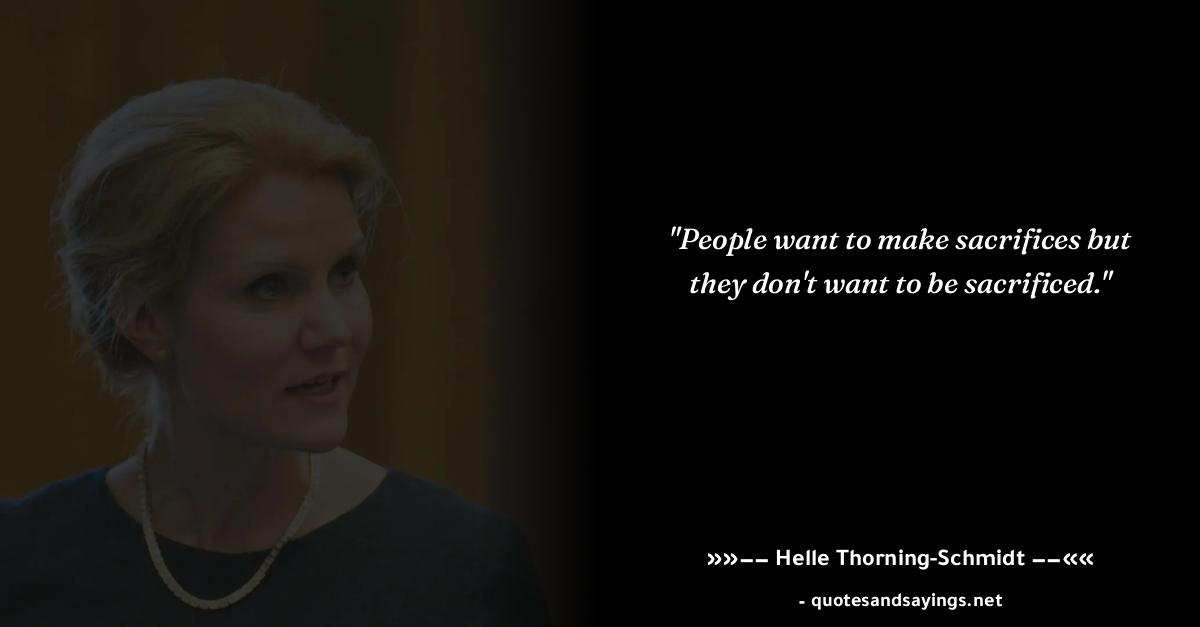 "People want to make sacrifices but
they don't want to be sacrificed."
»»−− Helle Thorning-Schmidt −−««
- quotesandsayings.net